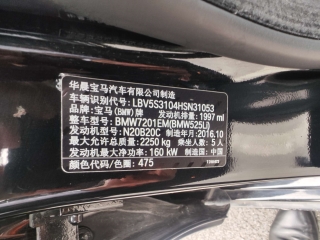 华晨宝马汽车有限公司制造
车辆识别代号: LBV5S3104HSN31053
品牌: 宝马(BMW)牌 发动机排量: 1997 ml
整车型号: BMW7201EM(BMW525Li)
发动机型号: N20B20C 制造年月: 2016.10
最大允许总质量: 2250 kg 乘坐人数: 5 人
发动机最大净功率: 160 kW 制造国: 中国
颜色代码/色圈: 475